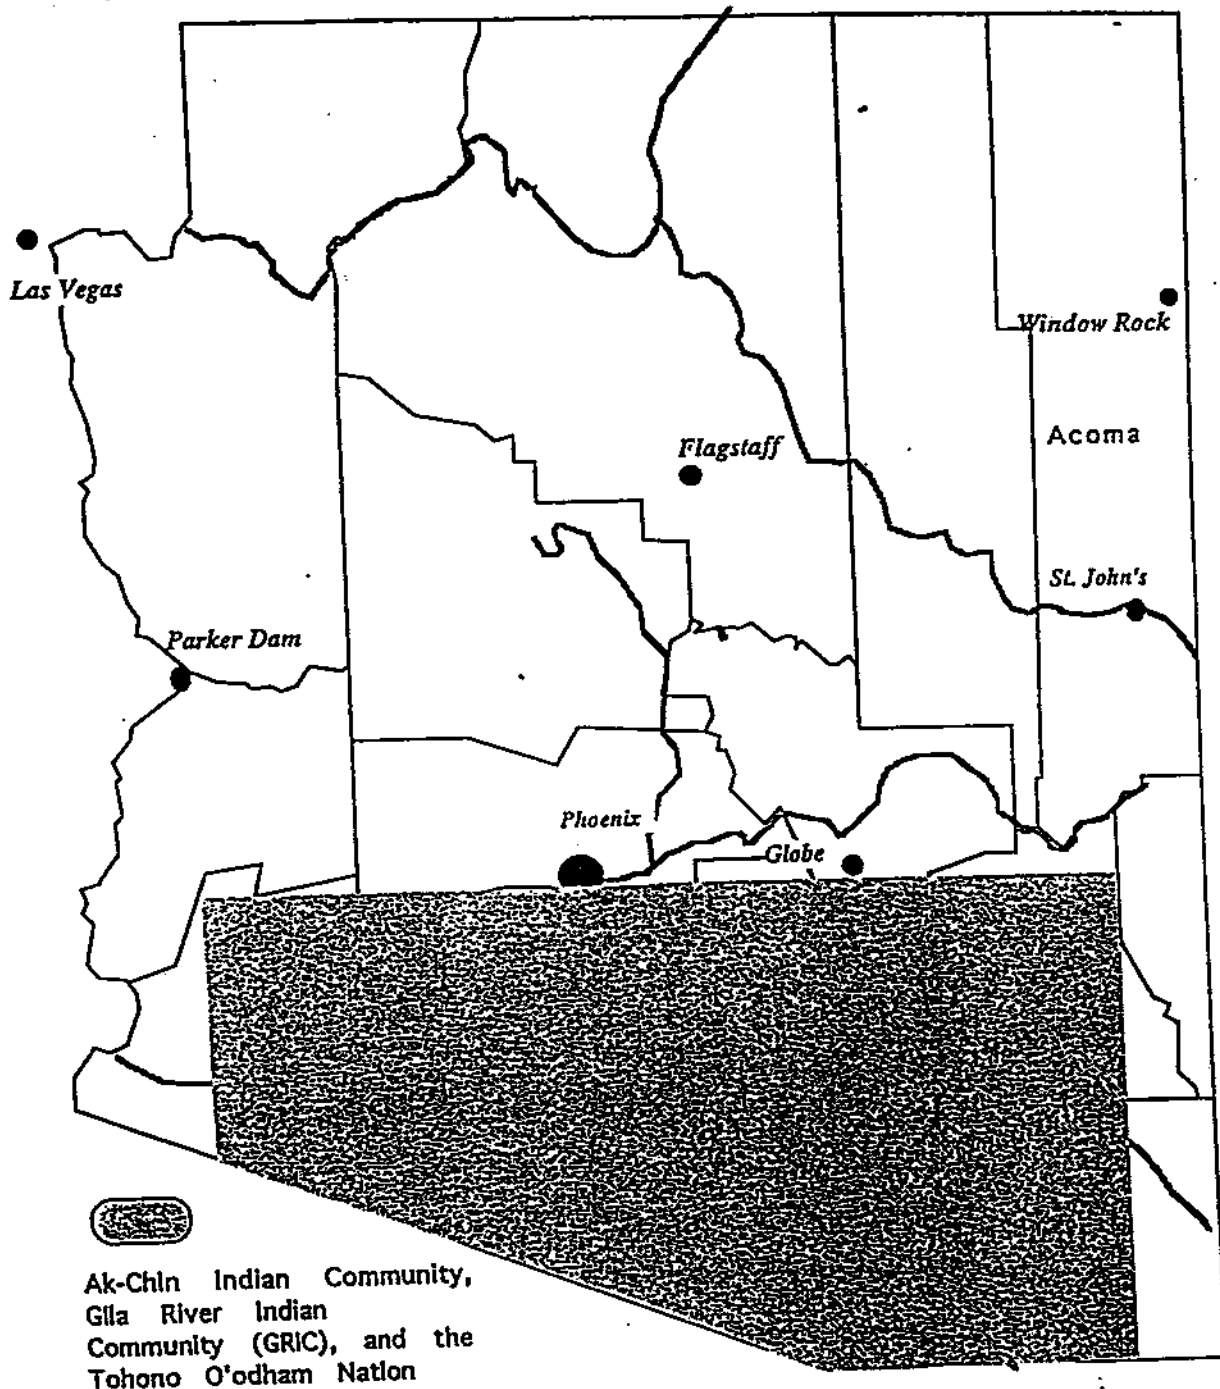 Las Vegas
Window Rock
Acoma
Flagstaff
St. John's
Parker Dam
Phoenix
Globe
Ak-Chin Indian Community,
Gila River Indian
Community (GRIC), and the
Tohono O'odham Nation